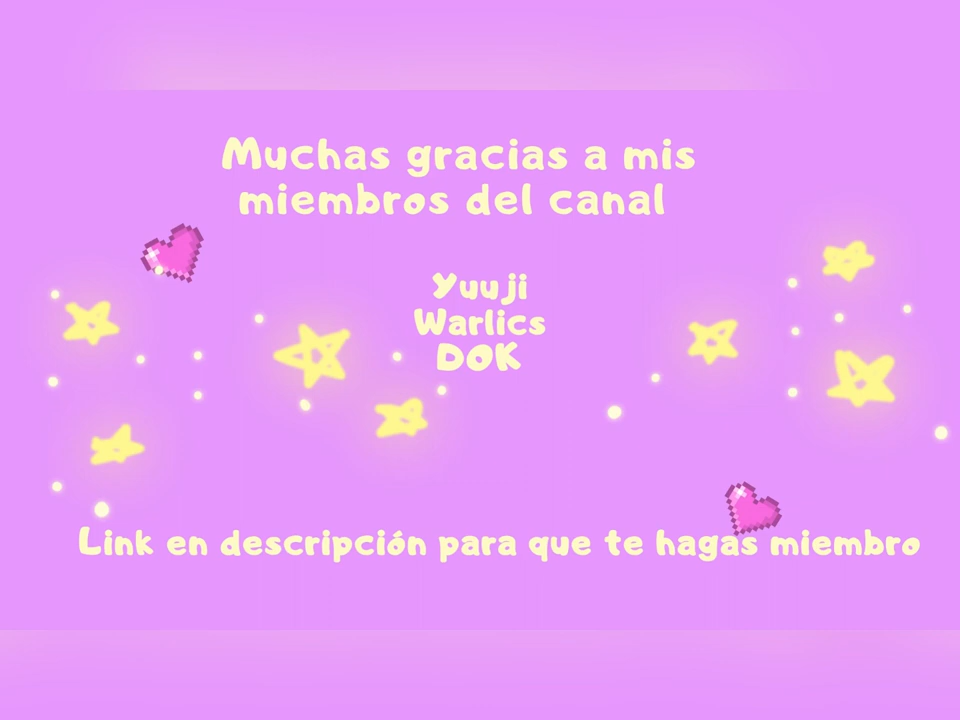 Muchas gracias a mis
miembros del canal
Yuuji
Warlics
DOK
Link en descripción para que te hagas miembro